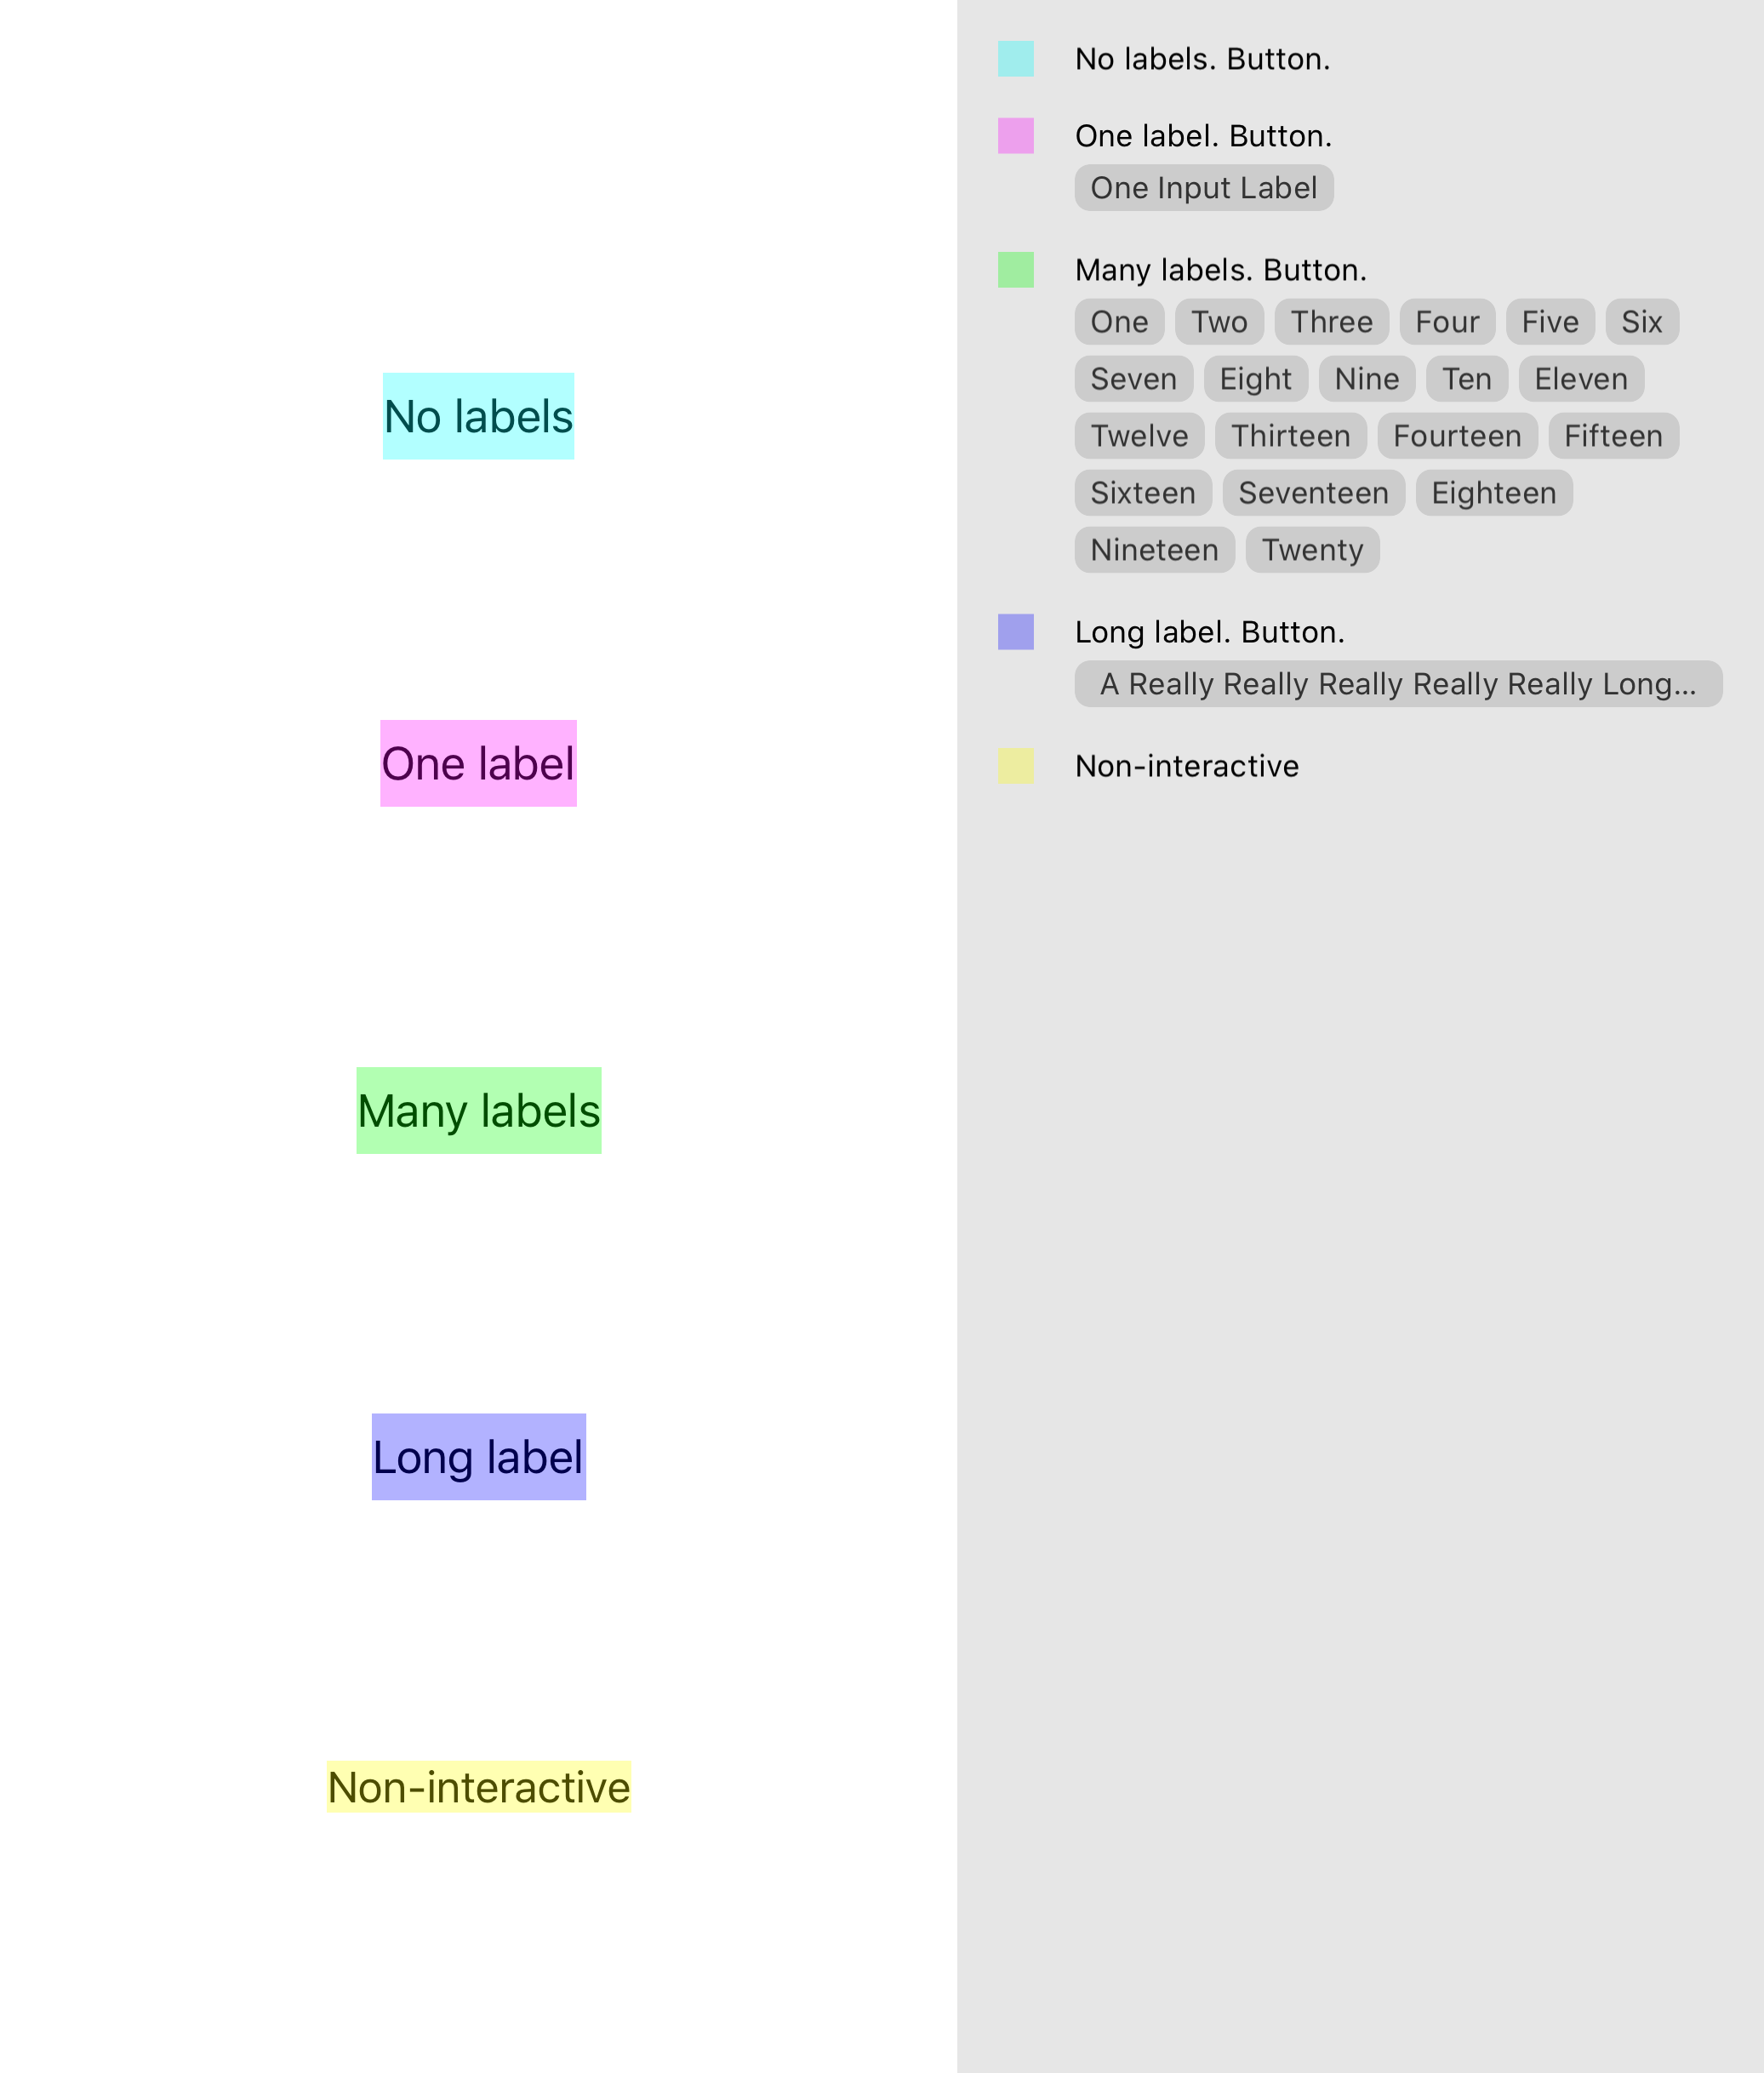 No labels
One label
Many labels
Long label
Non-interactive
No labels. Button.
One label. Button.
One Input Label
Many labels. Button.
One Two Three Four Five Six
Seven Eight Nine Ten Eleven
Twelve Thirteen Fourteen Fifteen
Sixteen Seventeen Eighteen
Nineteen Twenty
Long label. Button.
A Really Really Really Really Really Long...
Non-interactive